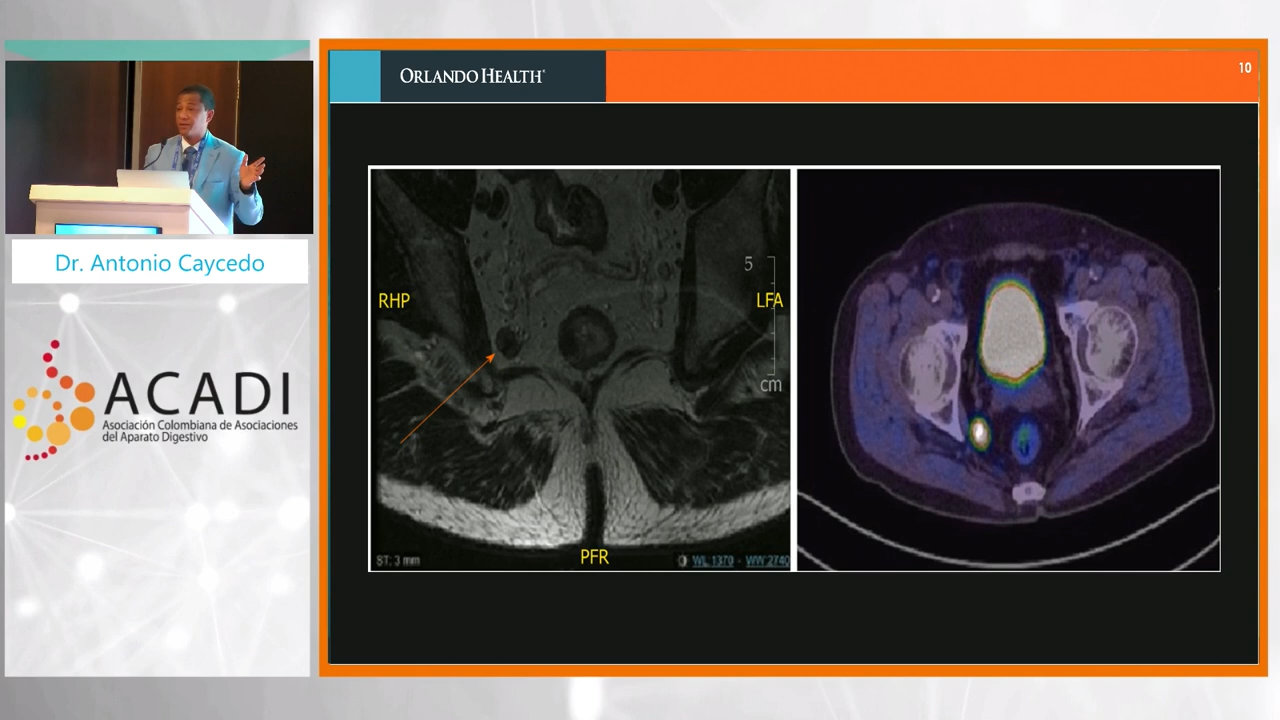 Dr. Antonio Caycedo
ACADI
Asociación Colombiana de Asociaciones
del Aparato Digestivo
ORLANDO HEALTH®
10
RHP
5
LFA
cm
PFR
ST: 3 mm
WL: 1370 - WW: 2740